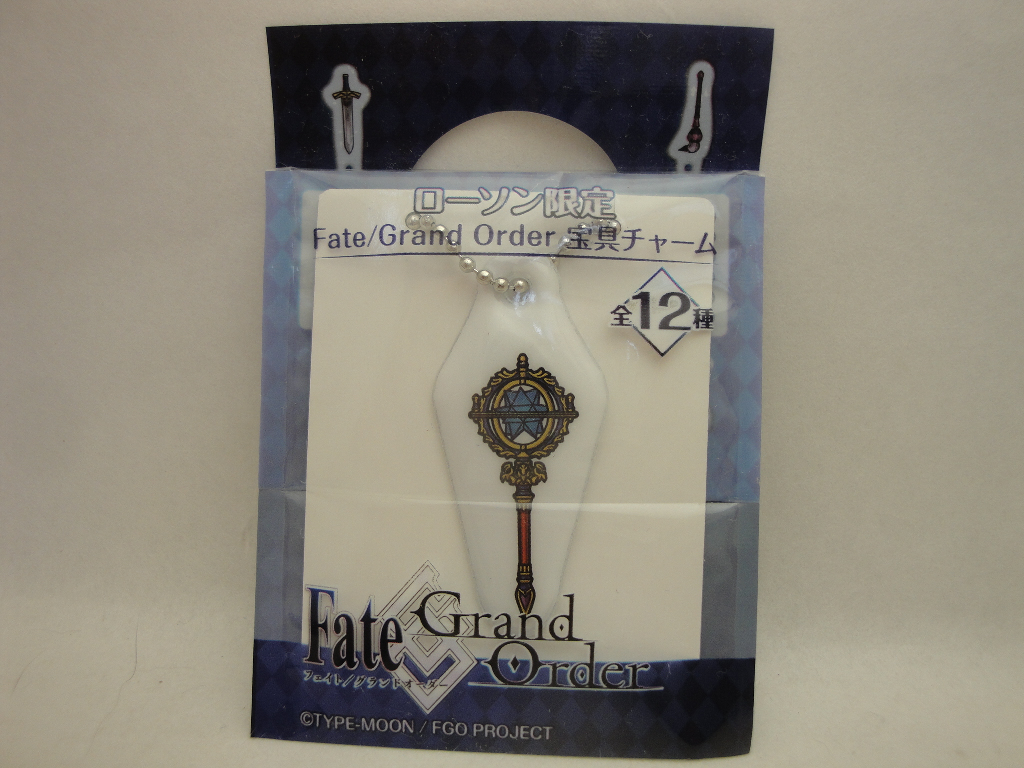 ローソン限定
Fate/Grand Order 宝具チャーム
全12種
Fate Grand Order
フェイト/グランドオーダー
©TYPE-MOON / FGO PROJECT